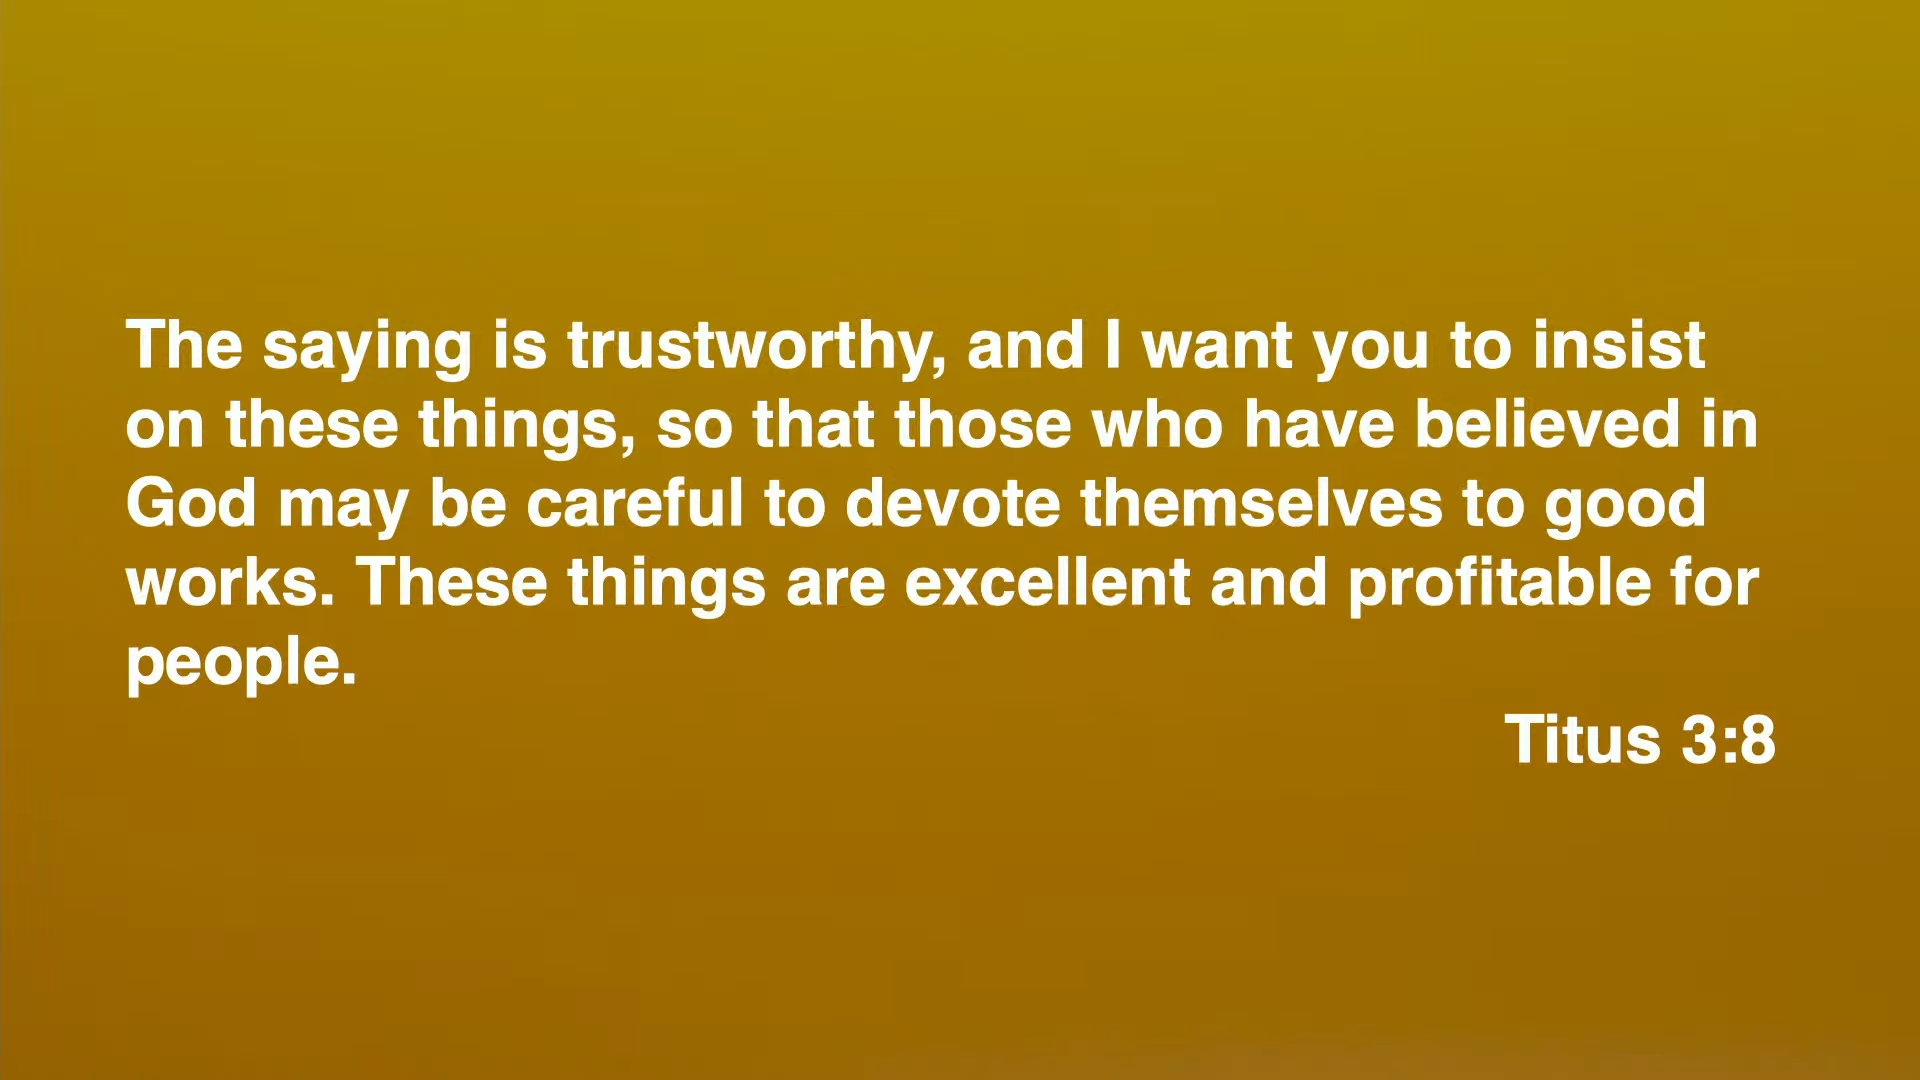 The saying is trustworthy, and I want you to insist
on these things, so that those who have believed in
God may be careful to devote themselves to good
works. These things are excellent and profitable for
people.
Titus 3:8